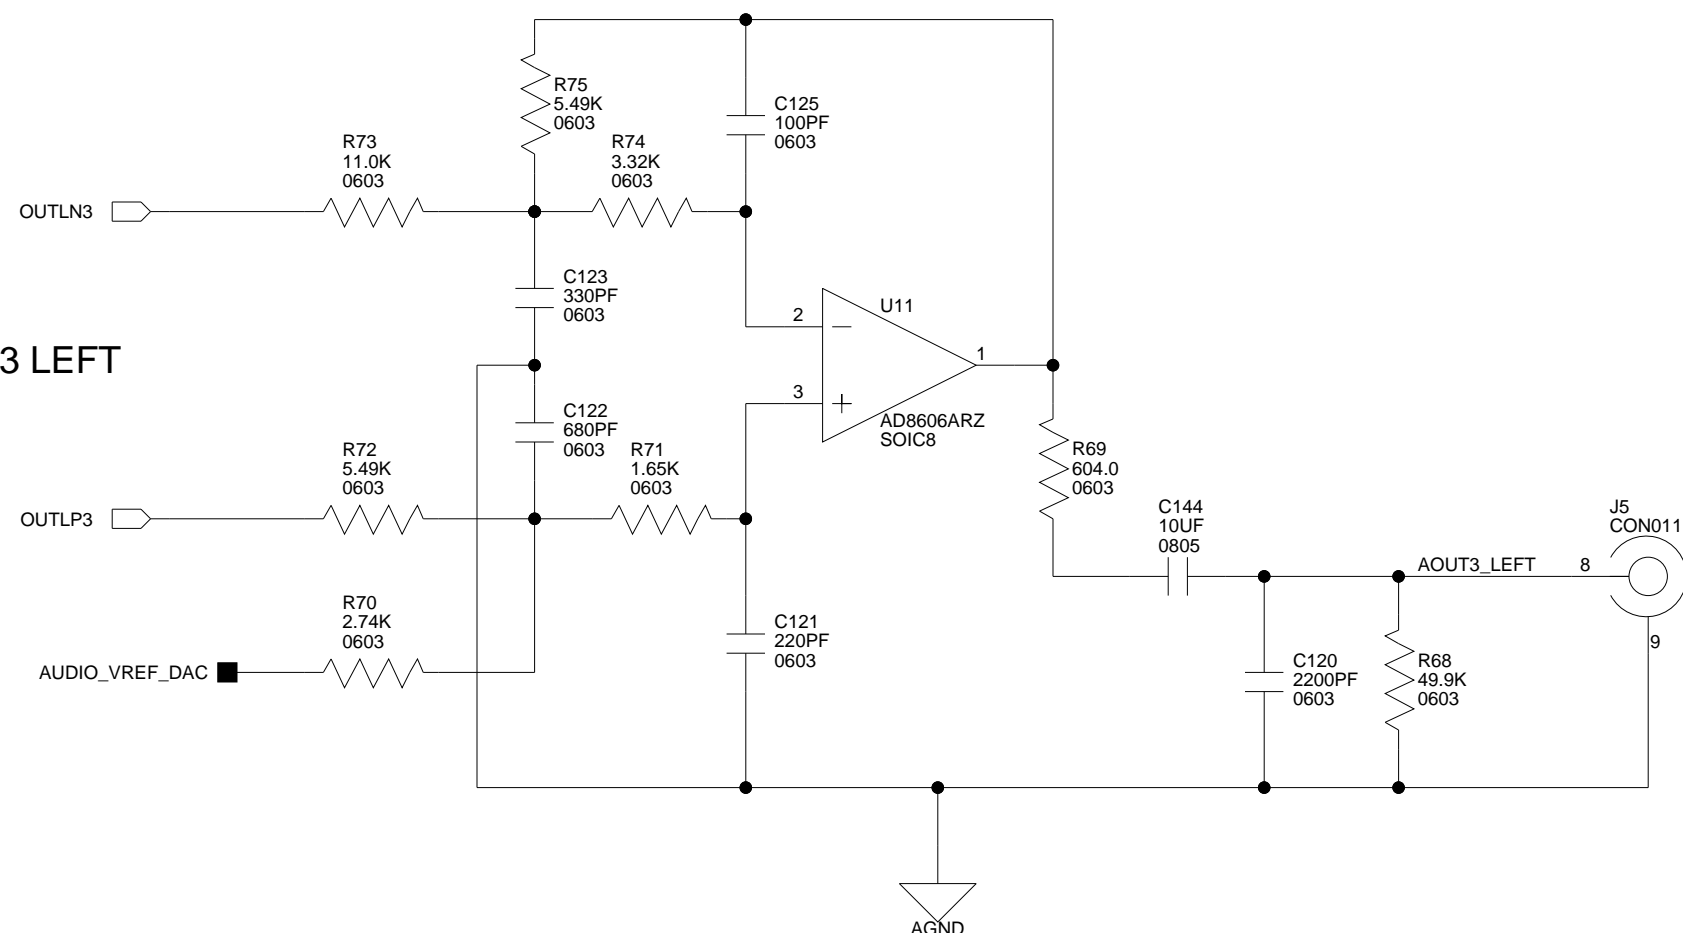 R75
5.49K
0603
C125
100PF
0603
R73
11.0K
0603
R74
3.32K
0603
OUTLN3
C123
330PF
0603
2
U11
3 LEFT
1
3
C122
680PF
0603
AD8606ARZ
SOIC8
R72
5.49K
0603
R71
1.65K
0603
R69
604.0
0603
OUTLP3
C144
10UF
0805
J5
CON011
AOUT3_LEFT
8
R70
2.74K
0603
C121
220PF
0603
9
AUDIO_VREF_DAC
C120
2200PF
0603
R68
49.9K
0603
AGND